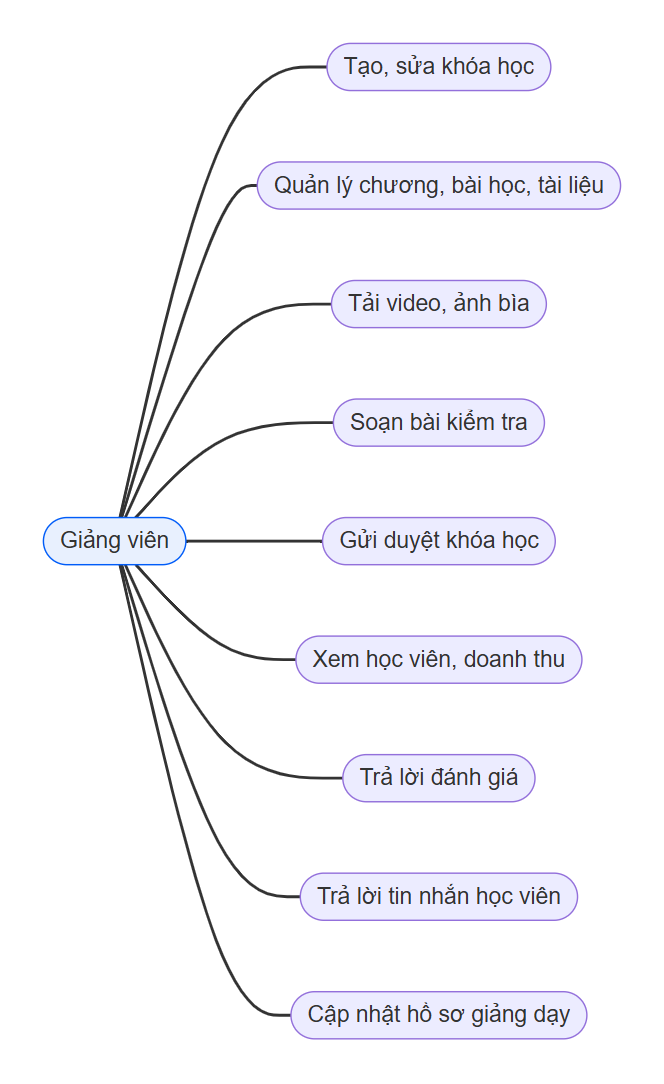 Tạo, sửa khóa học
Quản lý chương, bài học, tài liệu
Tải video, ảnh bìa
Soạn bài kiểm tra
Giảng viên
Gửi duyệt khóa học
Xem học viên, doanh thu
Trả lời đánh giá
Trả lời tin nhắn học viên
Cập nhật hồ sơ giảng dạy